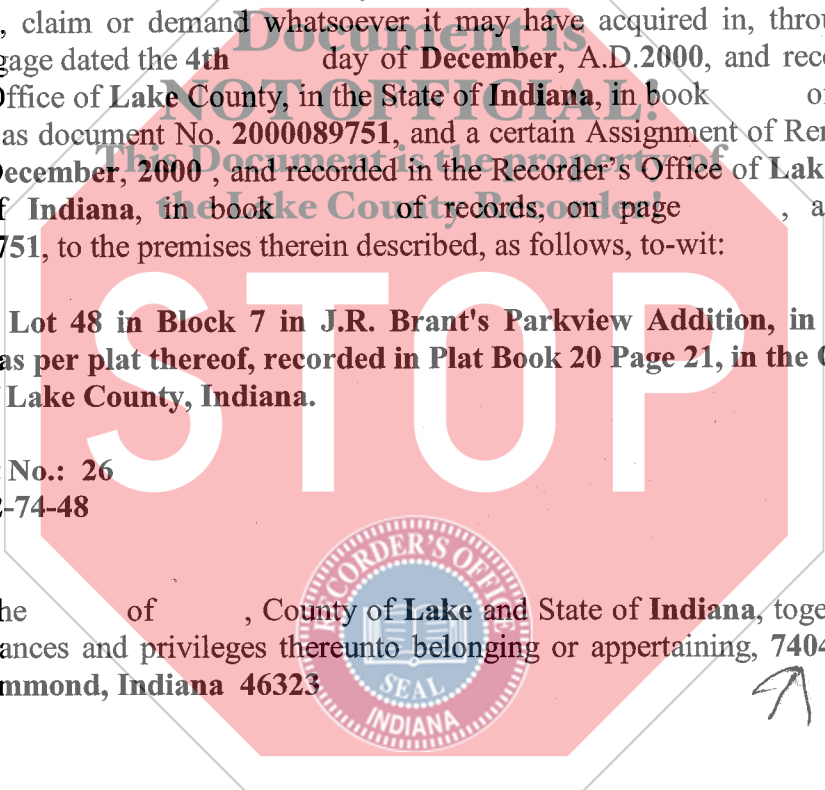 , claim or demand whatsoever it may have acquired in, throu
gage dated the 4th day of December, A.D.2000, and reco
Office of Lake County, in the State of Indiana, in book o
as document No. 2000089751, and a certain Assignment of Ren
December, 2000 , and recorded in the Recorder's Office of Lak
f Indiana, in book of records, on page , a
751, to the premises therein described, as follows, to-wit:
Lot 48 in Block 7 in J.R. Brant's Parkview Addition, in
as per plat thereof, recorded in Plat Book 20 Page 21, in the O
Lake County, Indiana.
No.: 26
-74-48
he of , County of Lake and State of Indiana, toge
ances and privileges thereunto belonging or appertaining, 7404
mmond, Indiana 46323
Document is
NOT OFFICIAL!
This Document is the property of
the Lake County Recorder!
STOP
RECORDER'S OFFICE
SEAL
INDIANA